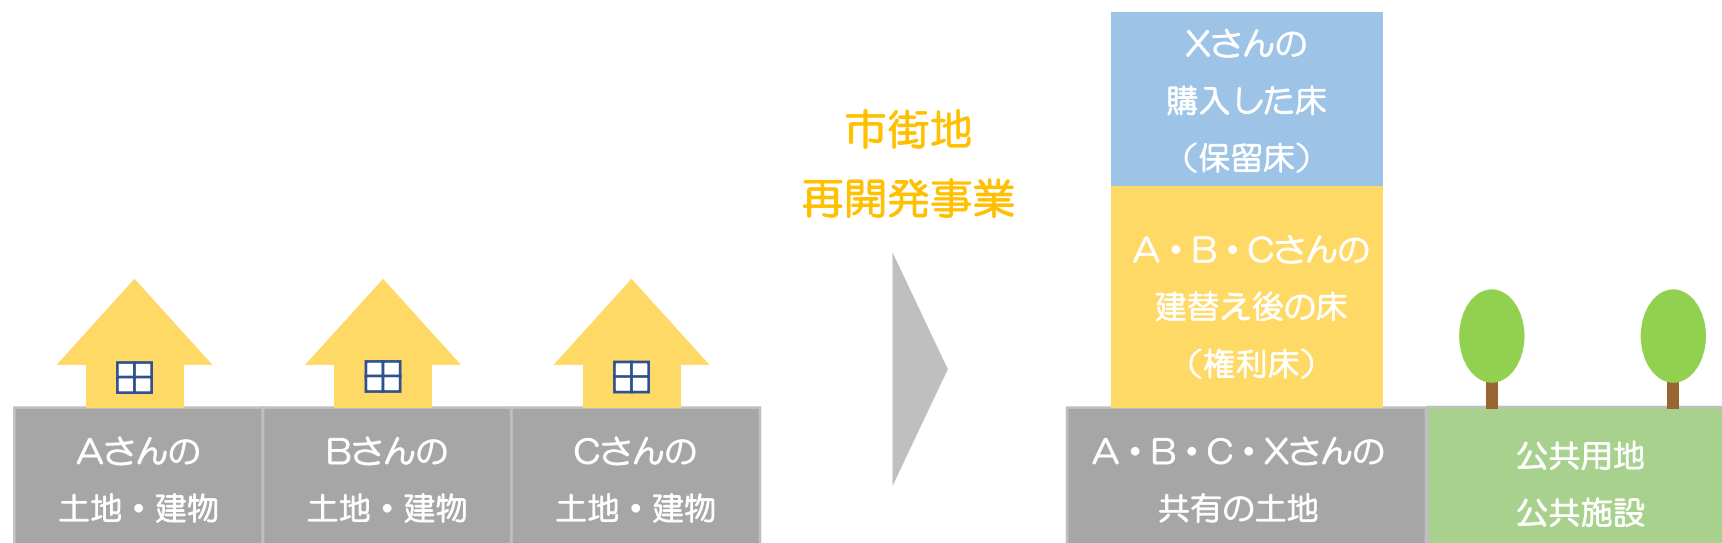 Aさんの
土地・建物
Bさんの
土地・建物
Cさんの
土地・建物
市街地
再開発事業
Xさんの
購入した床
（保留床）
A・B・Cさんの
建替え後の床
（権利床）
A・B・C・Xさんの
共有の土地
公共用地
公共施設